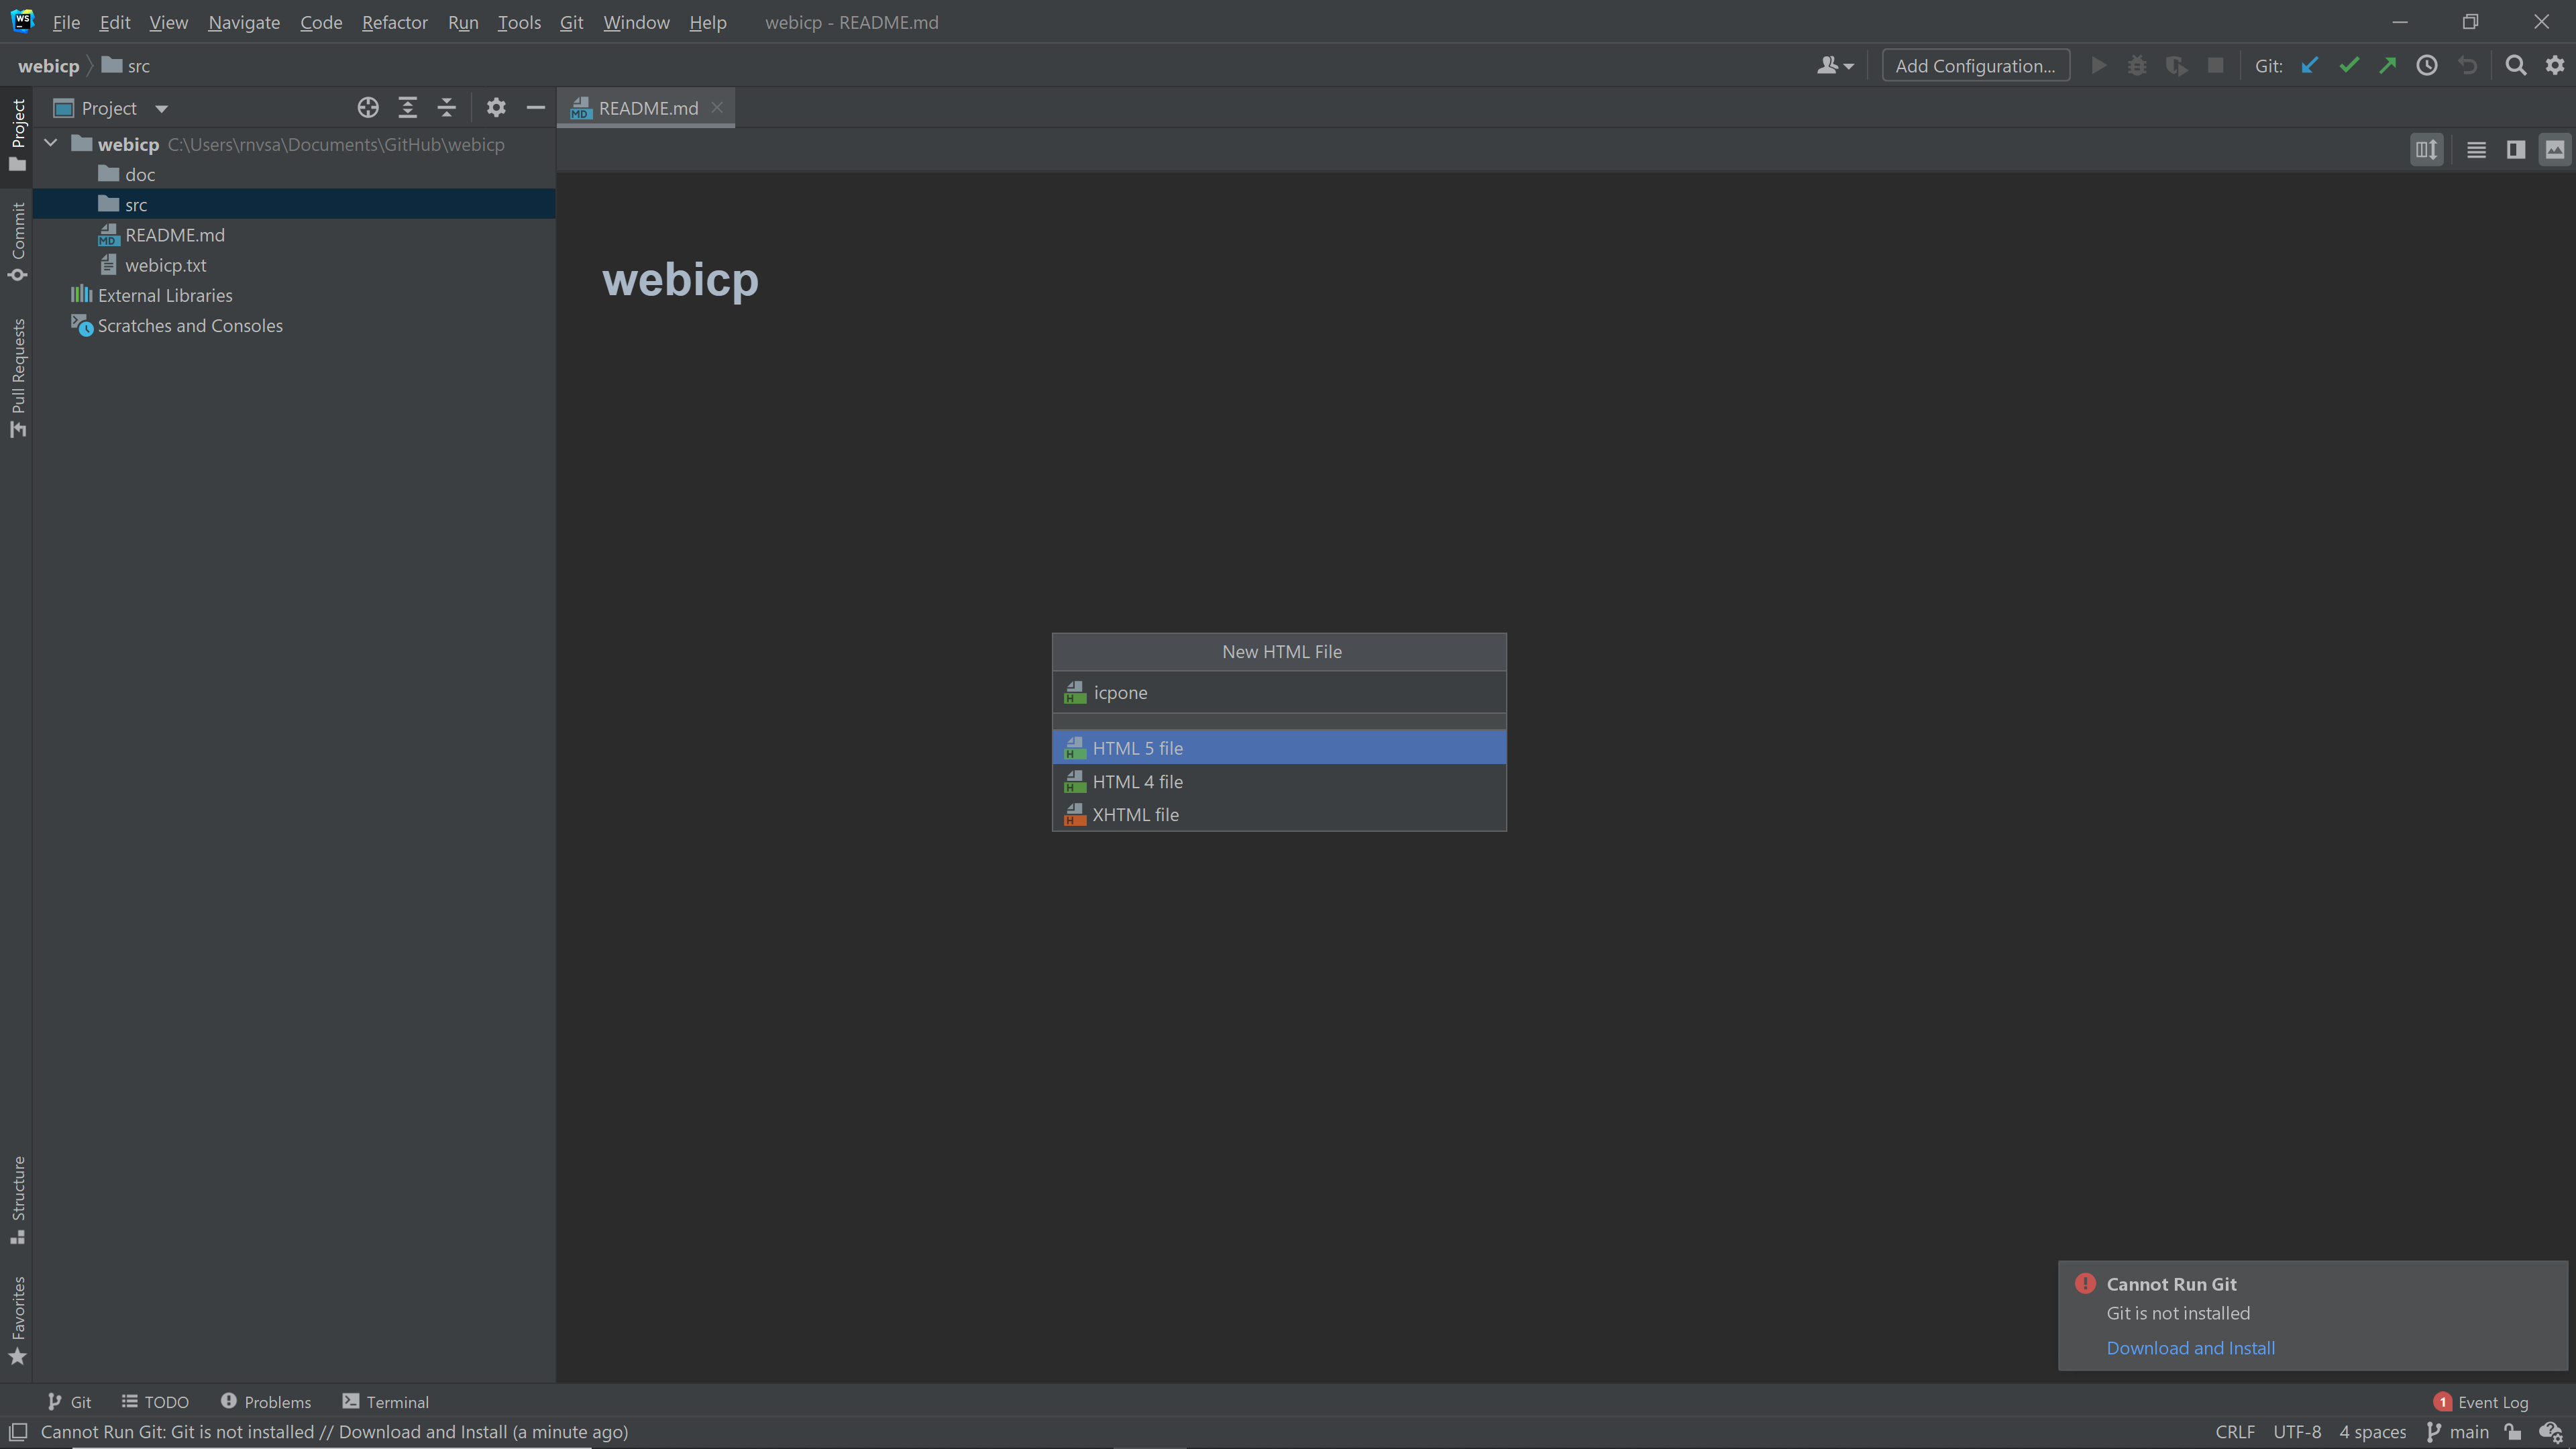 WS File Edit View Navigate Code Refactor Run Tools Git Window Help webicp - README.md
webicp src Add Configuration... Git:
Project
README.md
webicp C:\Users\rnvsa\Documents\GitHub\webicp
doc
src
README.md
webicp.txt
External Libraries
Scratches and Consoles
Project
Commit
Pull Requests
Structure
Favorites
webicp
New HTML File
icpone
HTML 5 file
HTML 4 file
XHTML file
Cannot Run Git
Git is not installed
Download and Install
Git TODO Problems Terminal 1 Event Log
Cannot Run Git: Git is not installed // Download and Install (a minute ago) CRLF UTF-8 4 spaces main